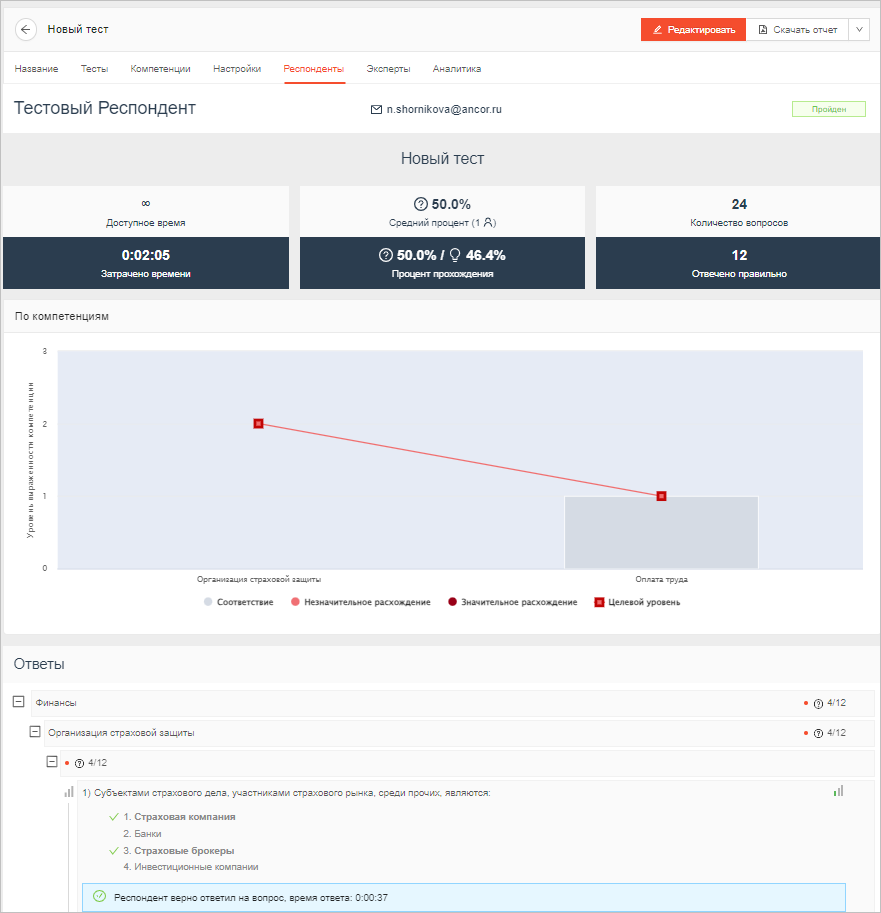 Новый тест
Редактировать
Скачать отчет
Название Тесты Компетенции Настройки Респонденты Эксперты Аналитика
Тестовый Респондент
n.shornikova@ancor.ru
Пройден
Новый тест
∞
Доступное время
50.0%
Средний процент (1)
24
Количество вопросов
0:02:05
Затрачено времени
50.0% / 46.4%
Процент прохождения
12
Отвечено правильно
По компетенциям
Уровень выраженности компетенции
3
2
1
0
Организация страховой защиты
Оплата труда
Соответствие Незначительное расхождение Значительное расхождение Целевой уровень
Ответы
Финансы 4/12
Организация страховой защиты 4/12
4/12
1) Субъектами страхового дела, участниками страхового рынка, среди прочих, являются:
1. Страховая компания
2. Банки
3. Страховые брокеры
4. Инвестиционные компании
Респондент верно ответил на вопрос, время ответа: 0:00:37